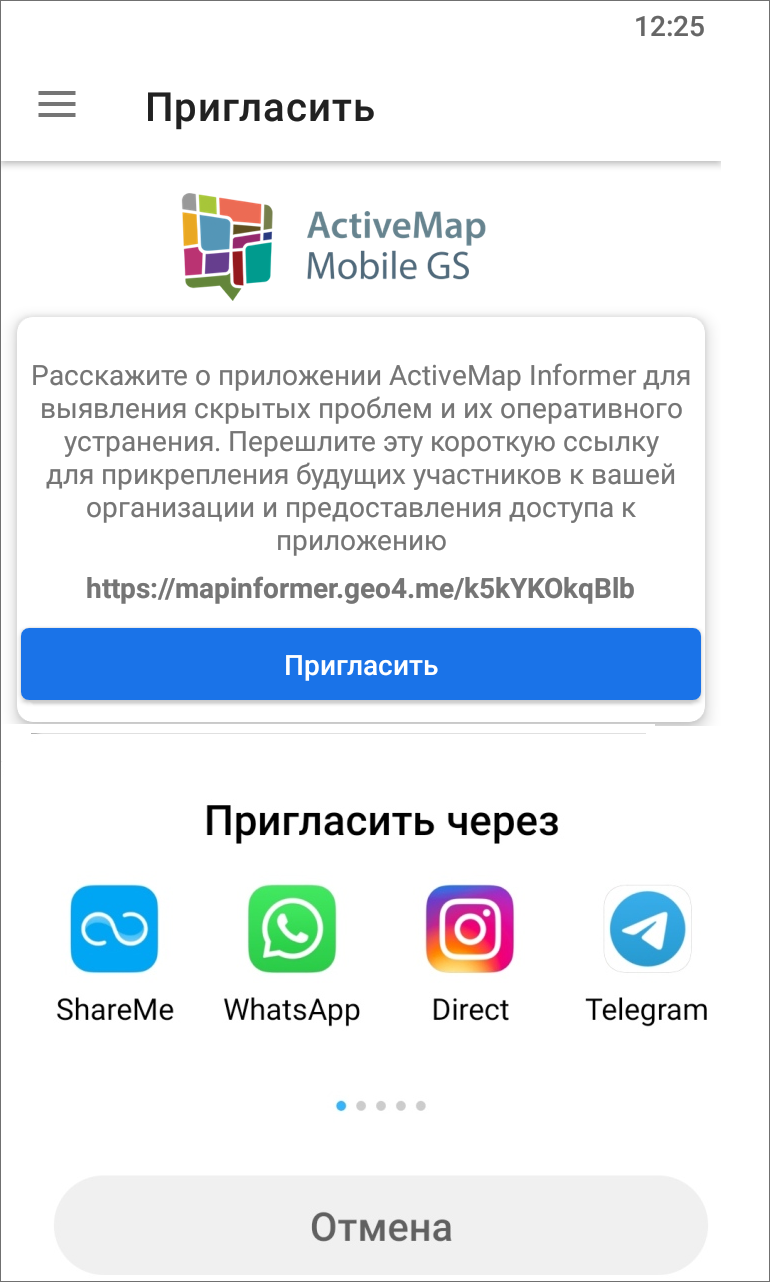 12:25
Пригласить
ActiveMap
Mobile GS
Расскажите о приложении ActiveMap Informer для
выявления скрытых проблем и их оперативного
устранения. Перешлите эту короткую ссылку
для прикрепления будущих участников к вашей
организации и предоставления доступа к
приложению
https://mapinformer.geo4.me/k5kYKOkqBlb
Пригласить
Пригласить через
ShareMe WhatsApp Direct Telegram
Отмена